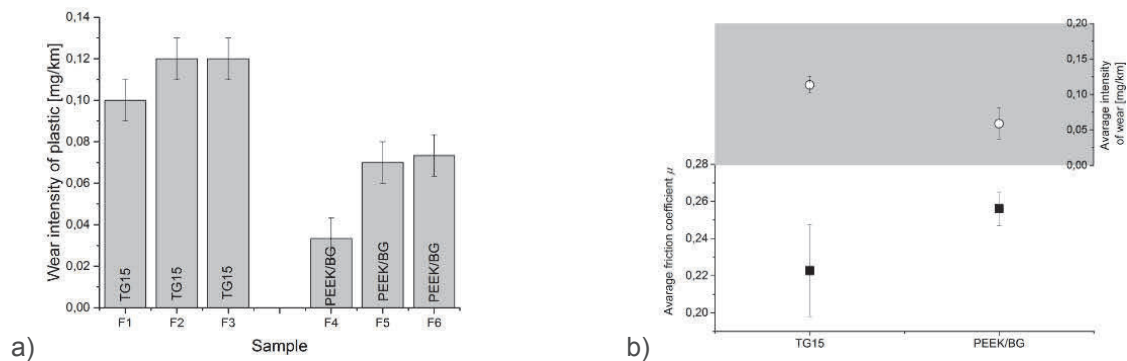 a)
Wear intensity of plastic [mg/km]
0,12
0,10
0,08
0,06
0,04
0,02
0,00
TG15
TG15
TG15
PEEK/BG
PEEK/BG
PEEK/BG
F1 F2 F3 F4 F5 F6
Sample
b)
0,20
0,15
0,10
0,05
0,00
Avarage intensity
of wear [mg/km]
Avarage friction coefficient μ
0,28
0,26
0,24
0,22
0,20
TG15 PEEK/BG